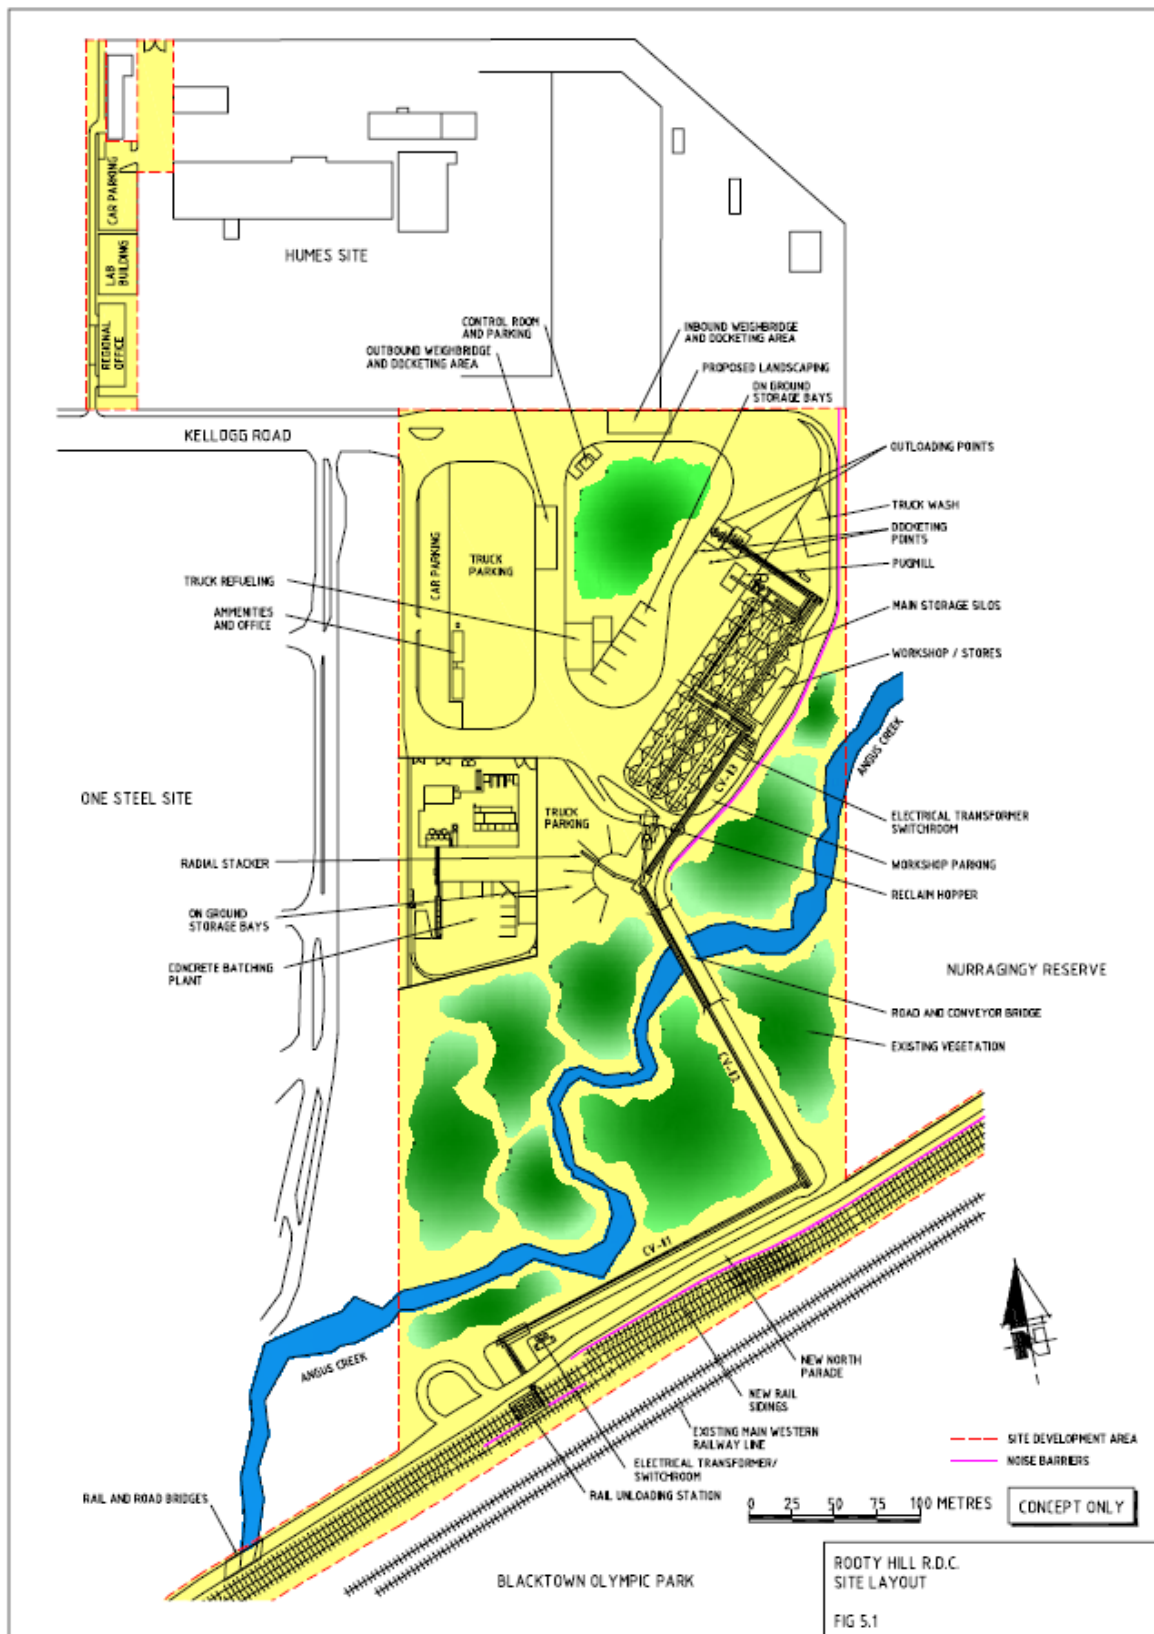 CAR PARKING
LAB
BUILDING
REGIONAL
OFFICE
HUMES SITE
CONTROL ROOM
AND PARKING
OUTBOUND WEIGHBRIDGE
AND DOCKETING AREA
INBOUND WEIGHBRIDGE
AND DOCKETING AREA
PROPOSED LANDSCAPING
ON GROUND
STORAGE BAYS
KELLOGG ROAD
OUTLOADING POINTS
TRUCK WASH
DOCKETING
POINTS
PUGMILL
MAIN STORAGE SILOS
WORKSHOP / STORES
CAR PARKING
TRUCK
PARKING
TRUCK REFUELING
AMMENITIES
AND OFFICE
ANGUS CREEK
CV-03
ONE STEEL SITE
TRUCK
PARKING
ELECTRICAL TRANSFORMER
SWITCHROOM
RADIAL STACKER
WORKSHOP PARKING
RECLAIM HOPPER
ON GROUND
STORAGE BAYS
CONCRETE BATCHING
PLANT
NURRAGINGY RESERVE
ROAD AND CONVEYOR BRIDGE
EXISTING VEGETATION
CV-02
CV-01
ANGUS CREEK
NEW NORTH
PARADE
NEW RAIL
SIDINGS
EXISTING MAIN WESTERN
RAILWAY LINE
ELECTRICAL TRANSFORMER/
SWITCHROOM
RAIL UNLOADING STATION
RAIL AND ROAD BRIDGES
SITE DEVELOPMENT AREA
NOISE BARRIERS
0 25 50 75 100 METRES
CONCEPT ONLY
BLACKTOWN OLYMPIC PARK
ROOTY HILL R.D.C.
SITE LAYOUT
FIG 5.1